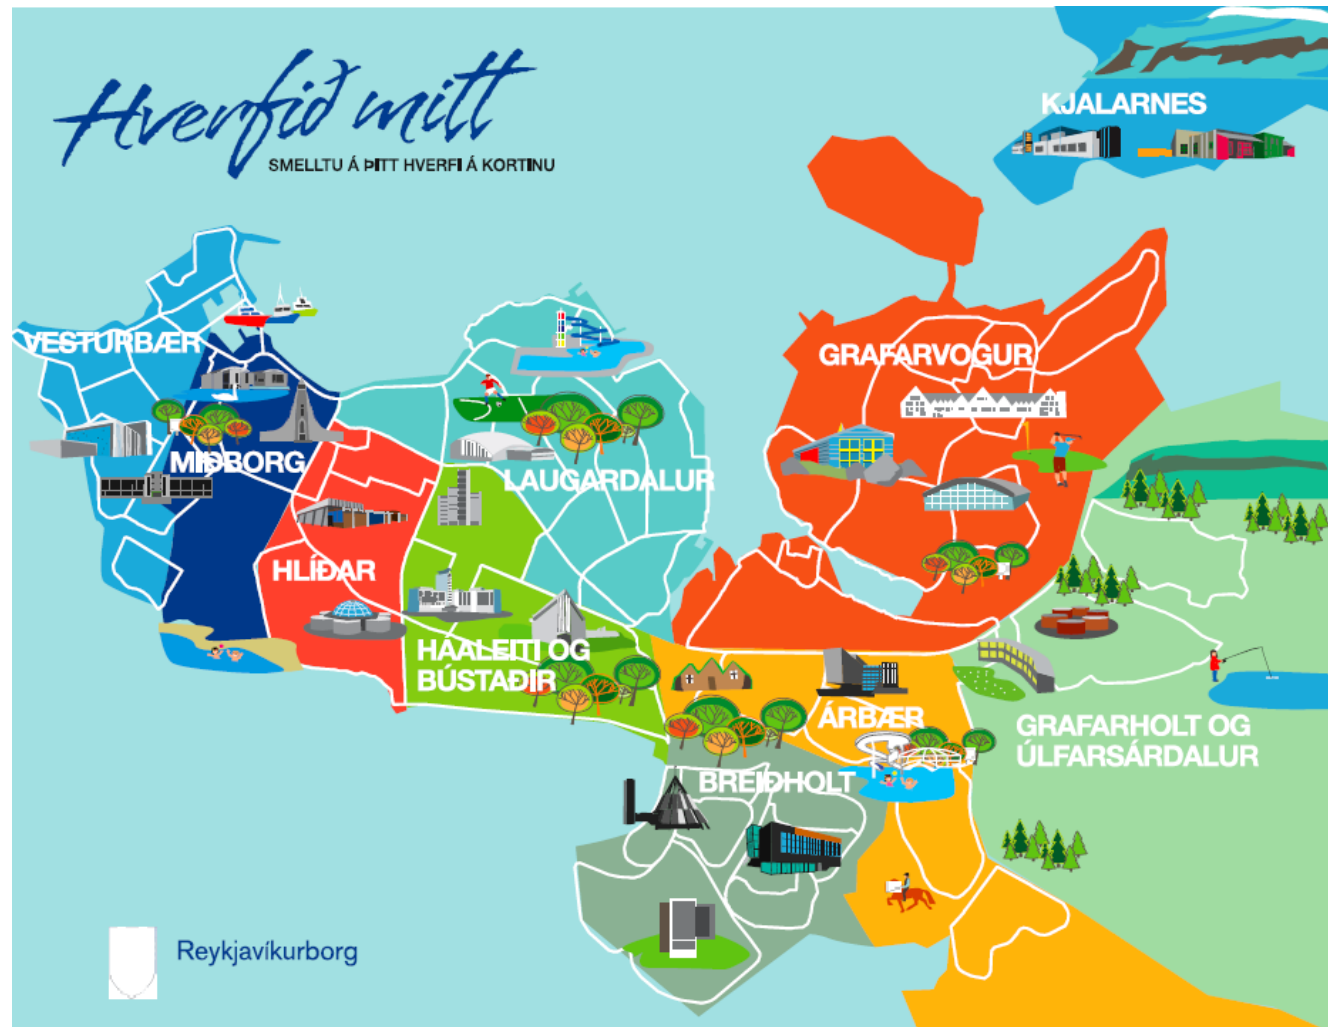 Hverfið mitt
SMELLTU Á ÞITT HVERFI Á KORTINU
KJALARNES
VESTURBÆR
GRAFARVOGUR
MIÐBORG
LAUGARDALUR
HLÍÐAR
HÁALEITI OG
BÚSTAÐIR
ÁRBÆR
GRAFARHOLT OG
ÚLFARSÁRDALUR
BREIÐHOLT
Reykjavíkurborg